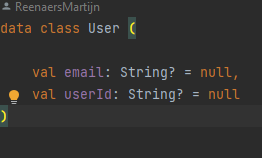 ReenaersMartijn
data class User (
val email: String? = null,
val userId: String? = null
)